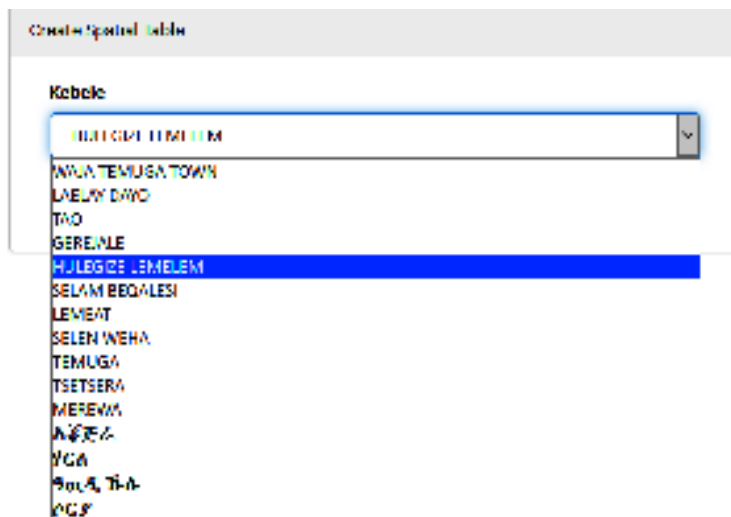 Create Spatial Table
Kebele
HULEGIZE LEMELEM
WAJA TEMUGA TOWN
LAELAY DAYO
TAO
GEREJALE
HULEGIZE LEMELEM
SELAM BEQALESI
LEMEAT
SELEN WEHA
TEMUGA
TSETSERA
MEREWA